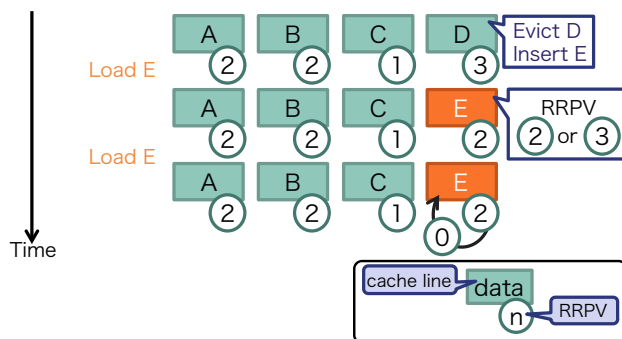 A B C D
Evict D
Insert E
2 2 1 3
Load E
A B C E
RRPV
2 2 1 2
2 or 3
Load E
A B C E
2 2 1 2
0
Time
cache line
data
n
RRPV